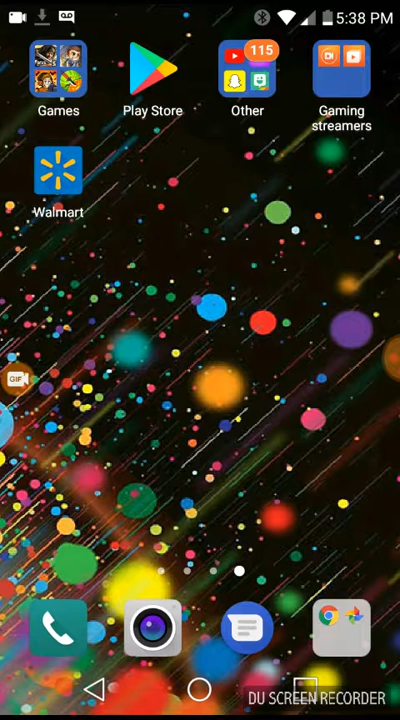 5:38 PM
115
Games
Play Store
Other
Gaming
streamers
Walmart
GIF
DU SCREEN RECORDER